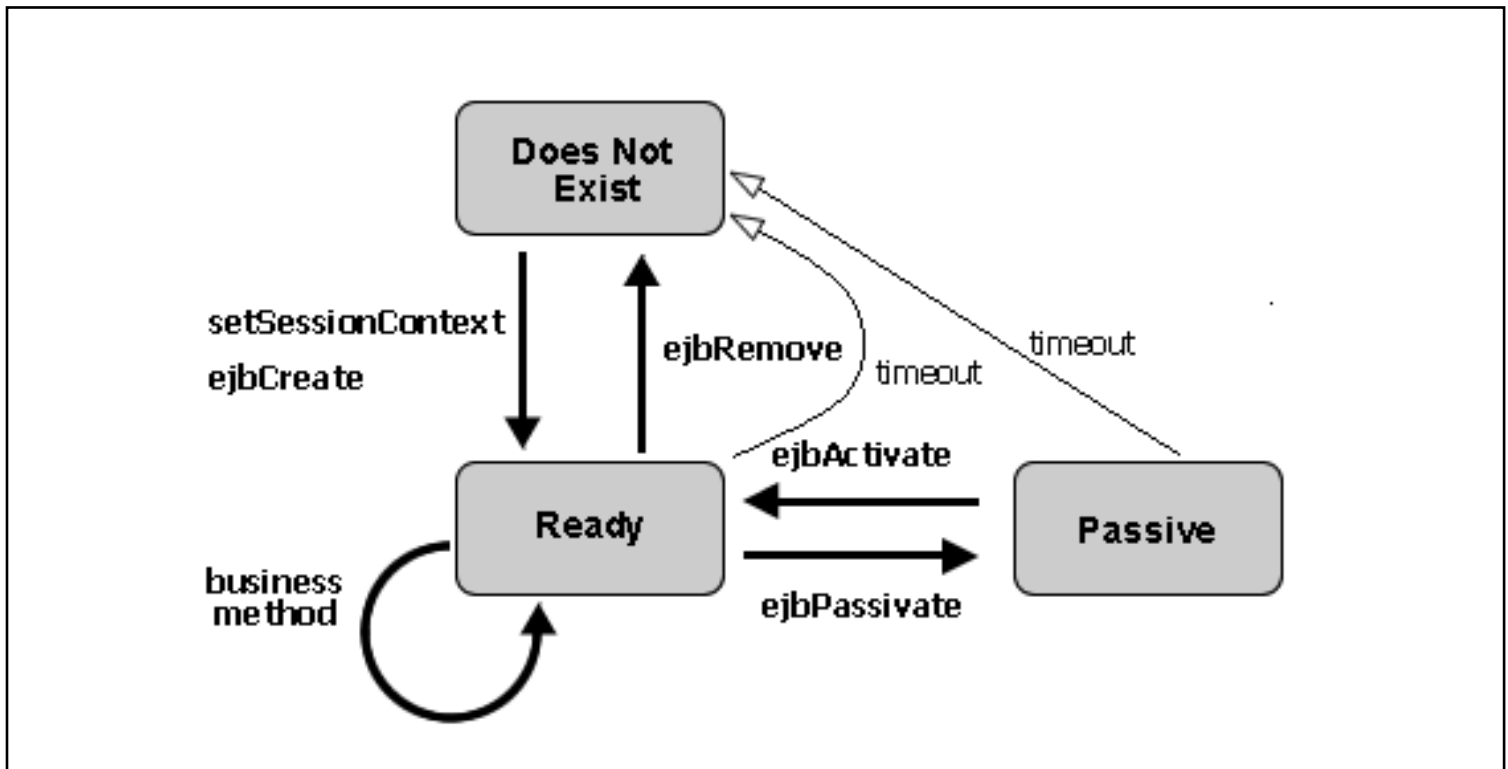 Does Not
Exist
setSessionContext
ejbCreate
ejbRemove
timeout
timeout
ejbActivate
Ready
Passive
business
method
ejbPassivate